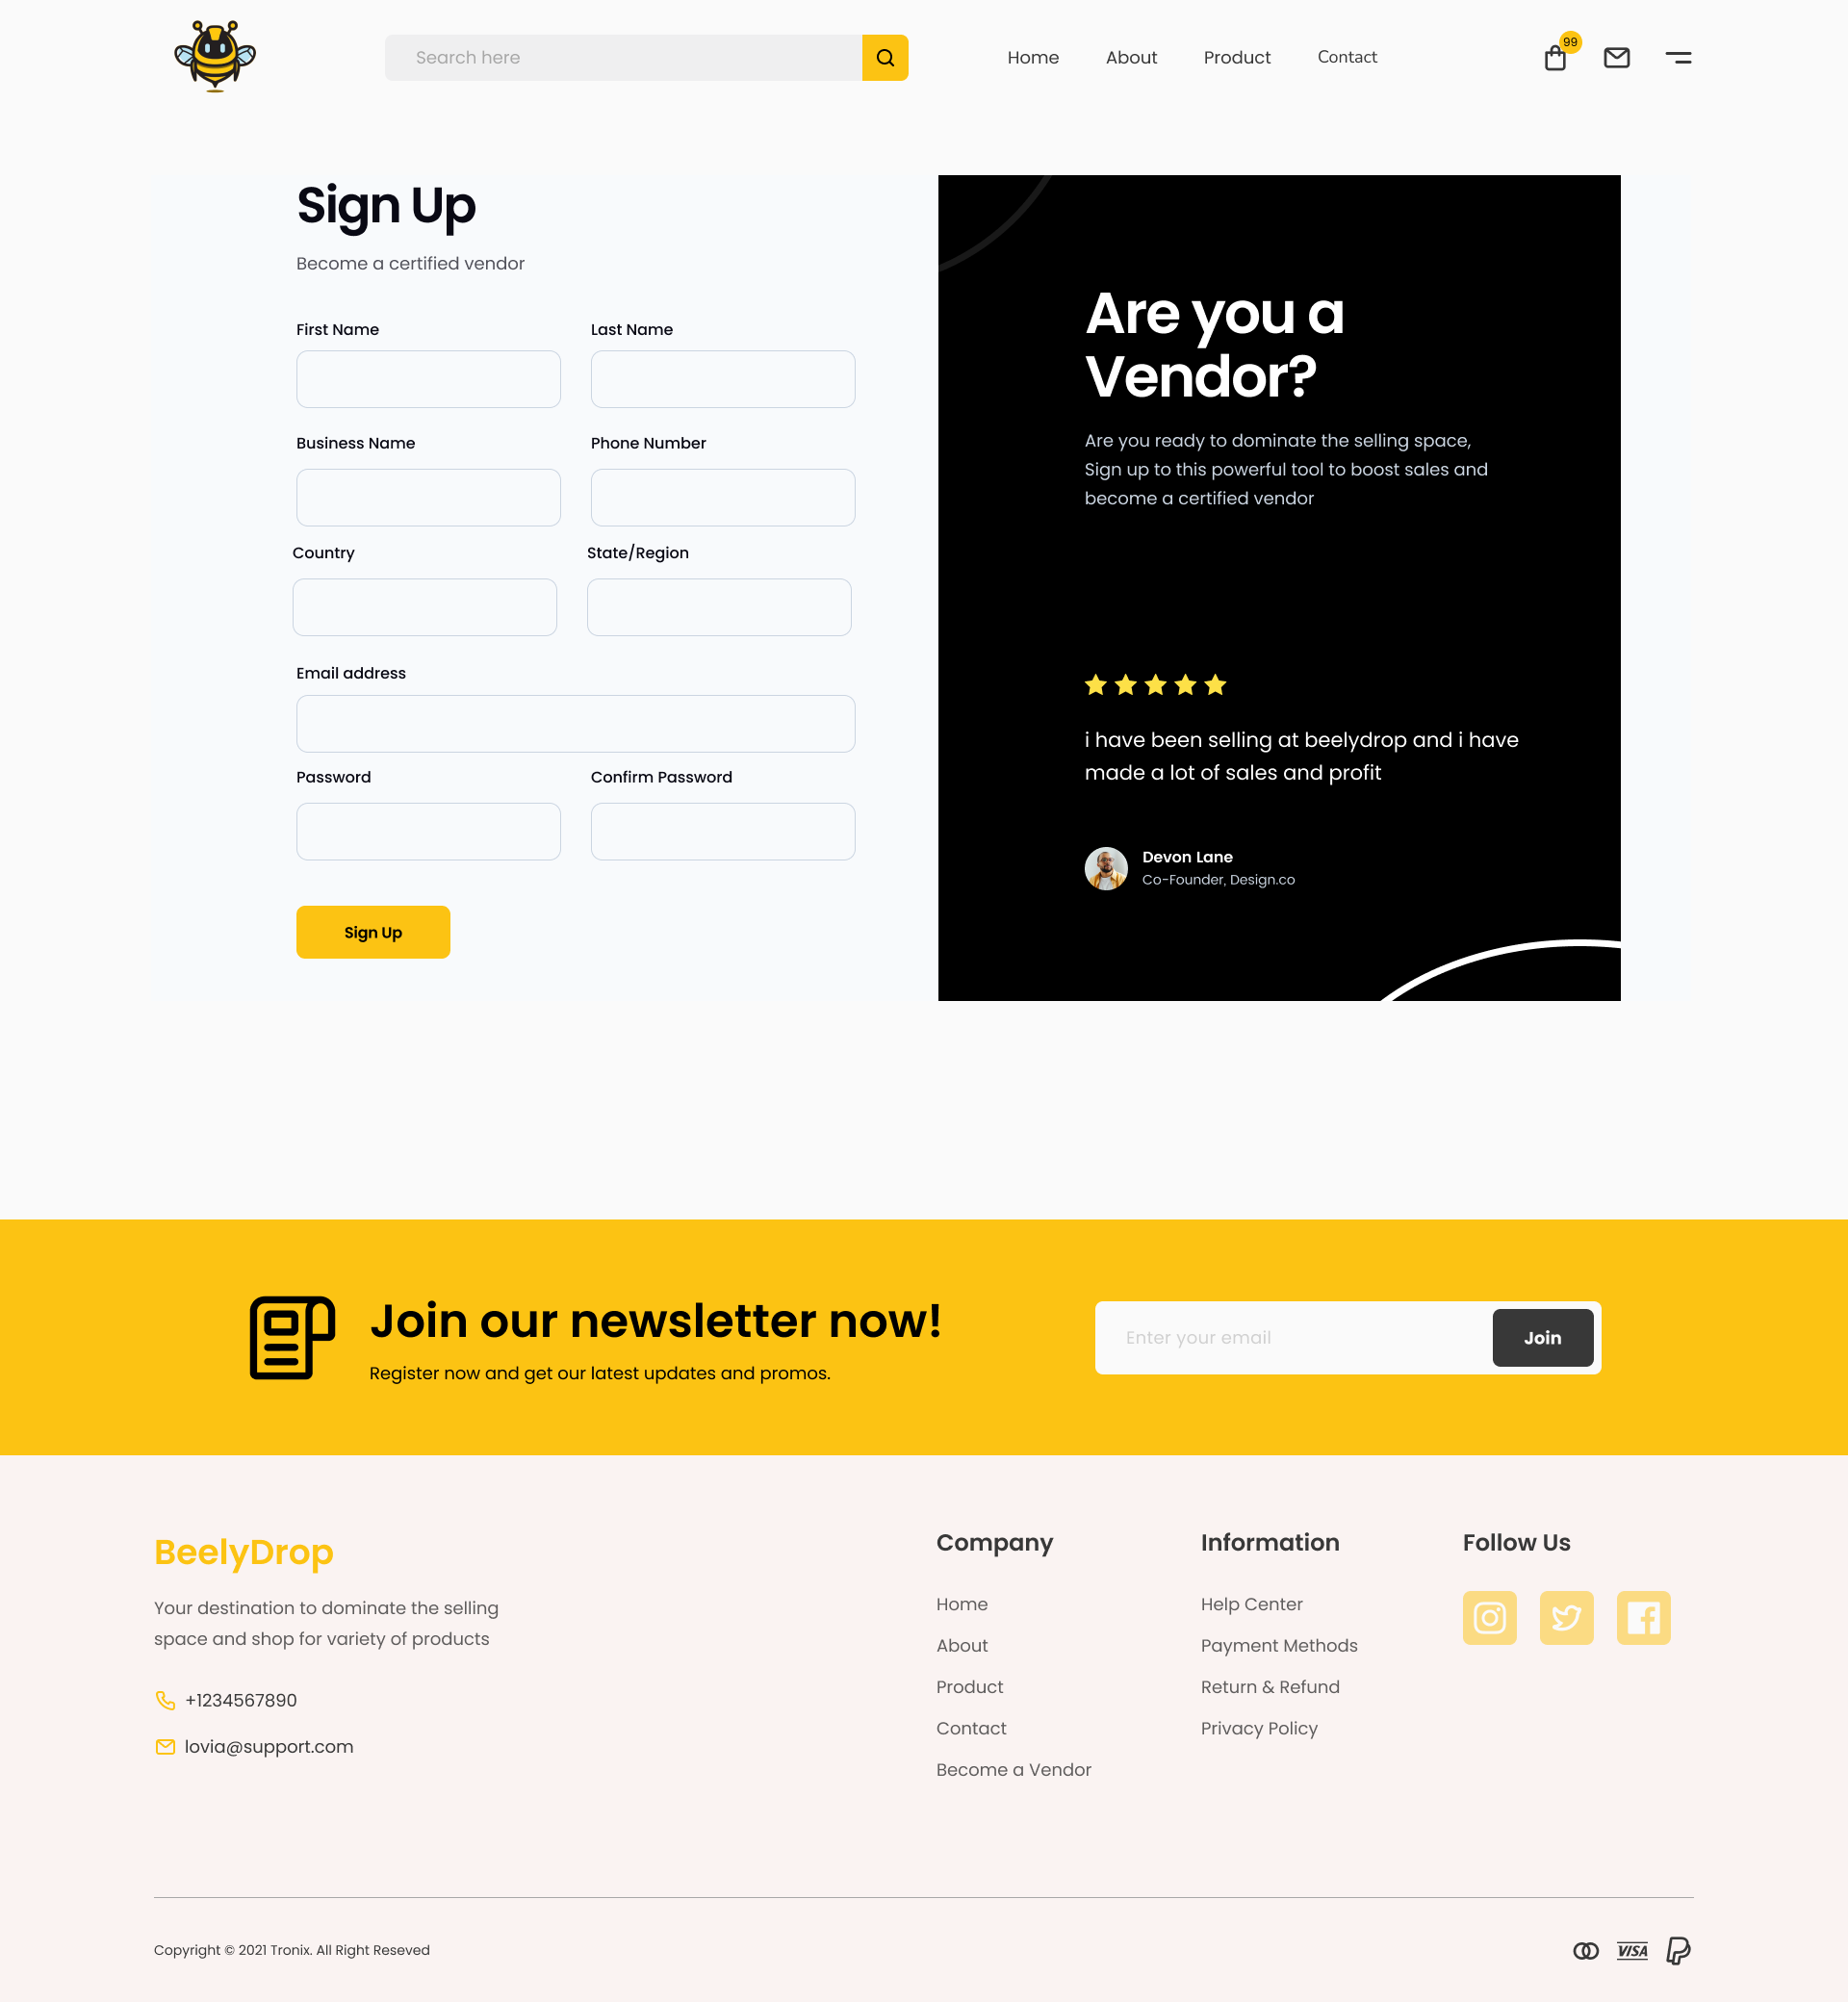 Search here
Home
About
Product
Contact
99
Sign Up
Become a certified vendor
First Name
Last Name
Business Name
Phone Number
Country
State/Region
Email address
Password
Confirm Password
Sign Up
Are you a
Vendor?
Are you ready to dominate the selling space,
Sign up to this powerful tool to boost sales and
become a certified vendor
i have been selling at beelydrop and i have
made a lot of sales and profit
Devon Lane
Co-Founder, Design.co
Join our newsletter now!
Register now and get our latest updates and promos.
Enter your email
Join
BeelyDrop
Your destination to dominate the selling
space and shop for variety of products
+1234567890
lovia@support.com
Company
Home
About
Product
Contact
Become a Vendor
Information
Help Center
Payment Methods
Return & Refund
Privacy Policy
Follow Us
Copyright © 2021 Tronix. All Right Reseved
VISA